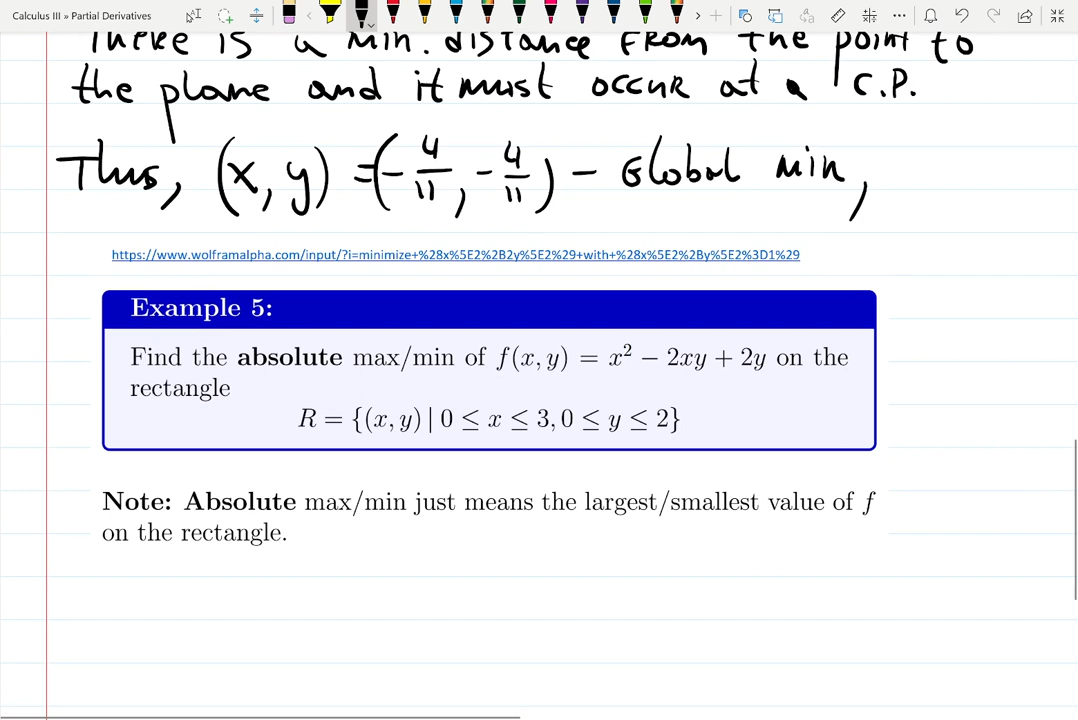 Calculus III » Partial Derivatives
There is a Min. distance from the point to
the plane and it must occur at a C.P.
Thus, (x, y) = (-4/11, -4/11) - Global min,
https://www.wolframalpha.com/input/?i=minimize+%28x%5E2%2B2y%5E2%29+with+%28x%5E2%2By%5E2%3D1%29
Example 5:
Find the absolute max/min of f(x, y) = x² − 2xy + 2y on the
rectangle
R = {(x, y) | 0 ≤ x ≤ 3, 0 ≤ y ≤ 2}
Note: Absolute max/min just means the largest/smallest value of f
on the rectangle.